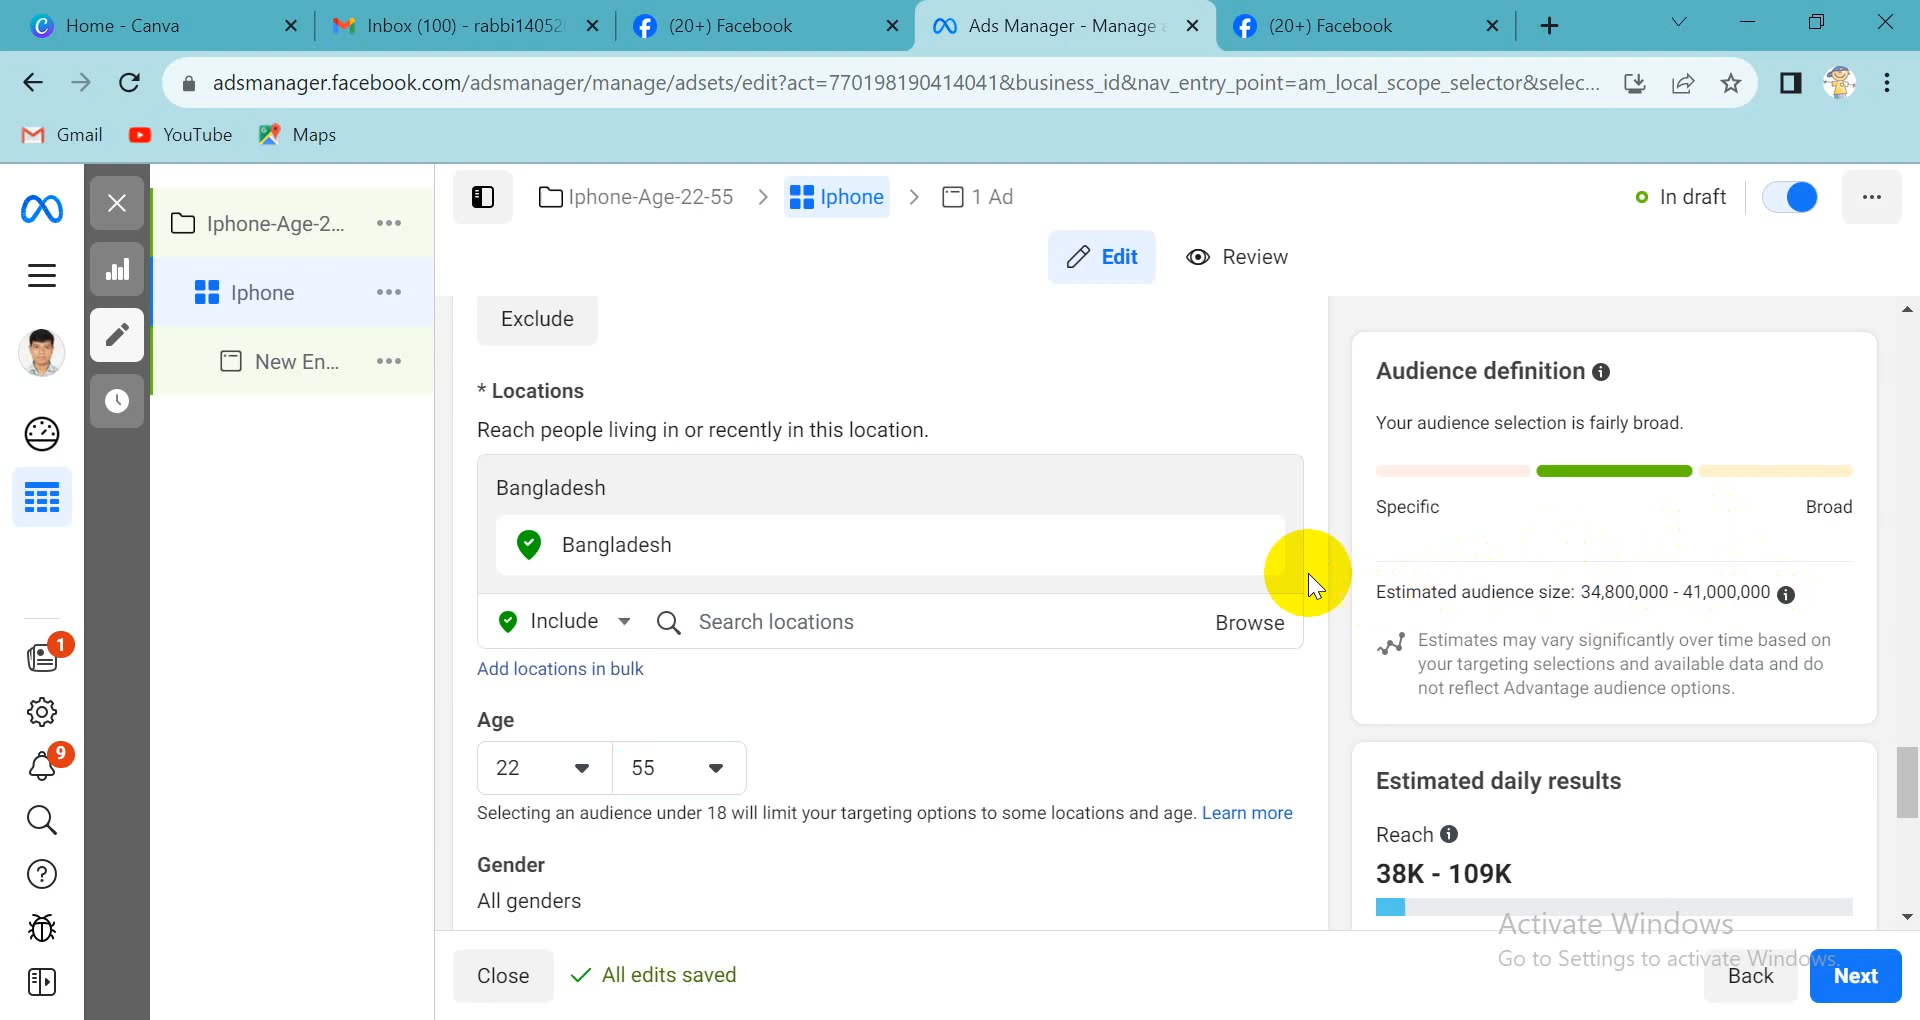 Home - Canva
Inbox (100) - rabbi14052
(20+) Facebook
Ads Manager - Manage a
(20+) Facebook
adsmanager.facebook.com/adsmanager/manage/adsets/edit?act=770198190414041&business_id&nav_entry_point=am_local_scope_selector&selec...
Gmail
YouTube
Maps
Iphone-Age-2...
Iphone
New En...
1
9
Iphone-Age-22-55
Iphone
1 Ad
In draft
Edit
Review
Exclude
* Locations
Reach people living in or recently in this location.
Bangladesh
Bangladesh
Include
Search locations
Browse
Add locations in bulk
Age
22
55
Selecting an audience under 18 will limit your targeting options to some locations and age. Learn more
Gender
All genders
Audience definition
Your audience selection is fairly broad.
Specific
Broad
Estimated audience size: 34,800,000 - 41,000,000
Estimates may vary significantly over time based on
your targeting selections and available data and do
not reflect Advantage audience options.
Estimated daily results
Reach
38K - 109K
Activate Windows
Go to Settings to activate Windows.
Close
All edits saved
Back
Next